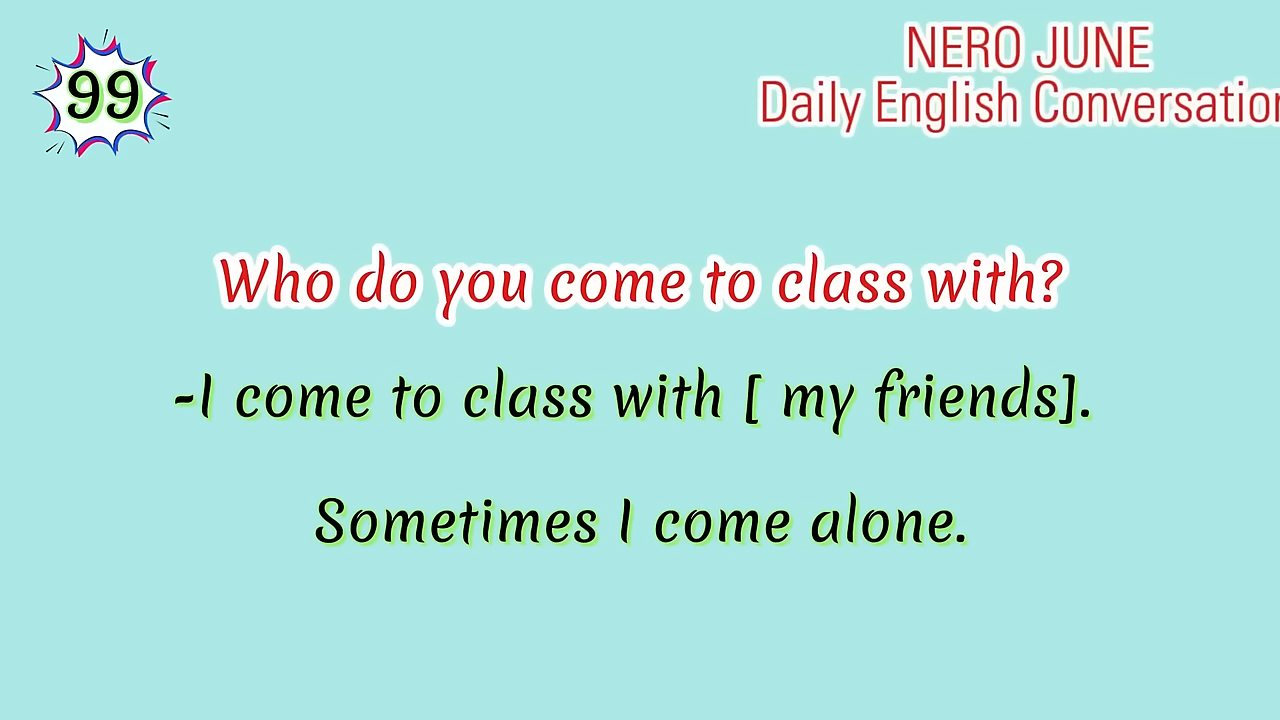 99
NERO JUNE
Daily English Conversation
Who do you come to class with?
-I come to class with [ my friends].
Sometimes I come alone.